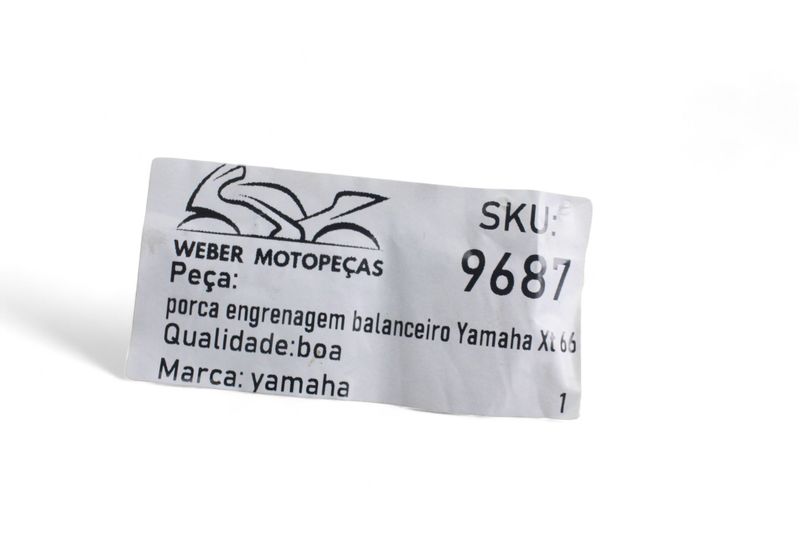 WEBER MOTOPEÇAS
SKU:
9687
Peça:
porca engrenagem balanceiro Yamaha Xt 66
Qualidade:boa
Marca: yamaha
1